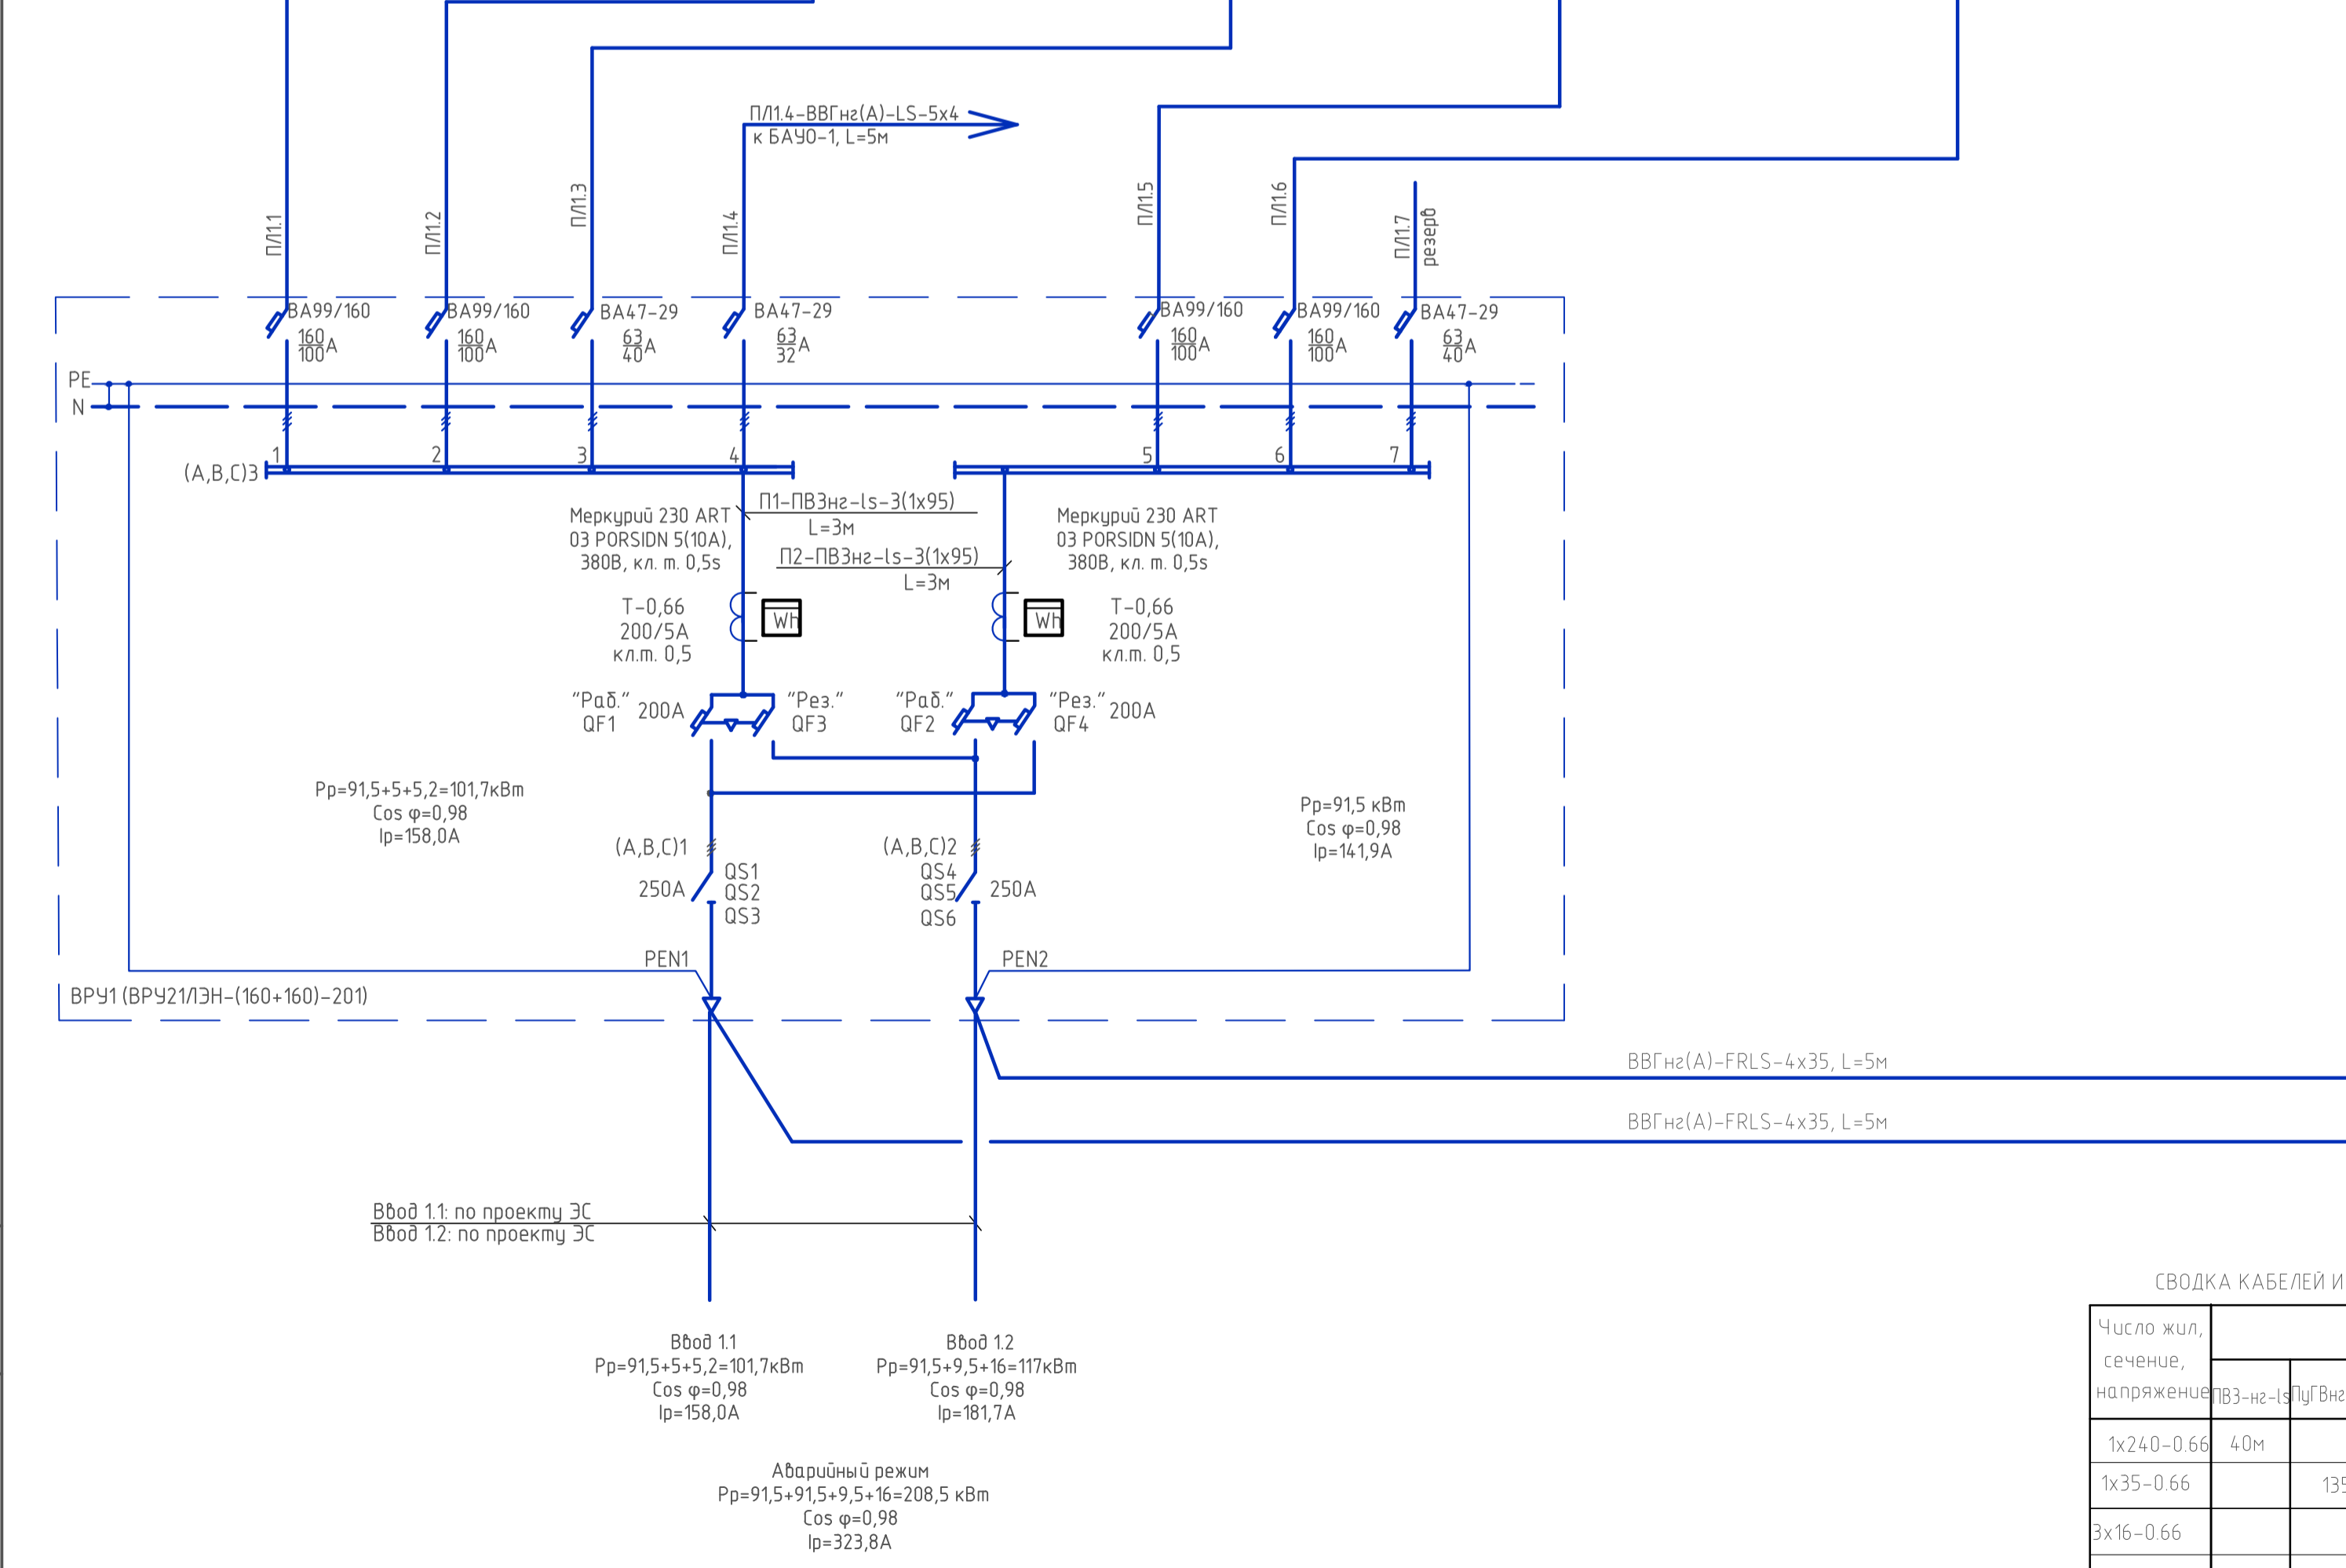 ПЛ1.4-ВВГнг(А)-LS-5х4
к БАУО-1, L=5м
ПЛ1.1
ПЛ1.2
ПЛ1.3
ПЛ1.4
ПЛ1.5
ПЛ1.6
ПЛ1.7
резерв
ВА99/160
160
100 А
ВА99/160
160
100 А
ВА47-29
63
40 А
ВА47-29
63
32 А
ВА99/160
160
100 А
ВА99/160
160
100 А
ВА47-29
63
40 А
PE
N
1 2 3 4 5 6 7
(А,В,С)3
П1-ПВ3нг-ls-3(1х95)
L=3м
П2-ПВ3нг-ls-3(1х95)
L=3м
Меркурий 230 ART
03 PORSIDN 5(10А),
380В, кл. т. 0,5s
Меркурий 230 ART
03 PORSIDN 5(10А),
380В, кл. т. 0,5s
Т-0,66
200/5А
кл.т. 0,5
Wh
Wh
Т-0,66
200/5А
кл.т. 0,5
"Раб."
QF1
200А
"Рез."
QF3
"Раб."
QF2
"Рез."
QF4
200А
Рр=91,5+5+5,2=101,7кВт
Cos φ=0,98
Iр=158,0А
Рр=91,5 кВт
Cos φ=0,98
Iр=141,9А
(А,В,С)1
250А
QS1
QS2
QS3
(А,В,С)2
QS4
QS5
QS6
250А
PEN1
PEN2
ВРУ1 (ВРУ21ЛЭН-(160+160)-201)
ВВГнг(А)-FRLS-4х35, L=5м
ВВГнг(А)-FRLS-4х35, L=5м
Ввод 1.1: по проекту ЭС
Ввод 1.2: по проекту ЭС
Ввод 1.1
Рр=91,5+5+5,2=101,7кВт
Cos φ=0,98
Iр=158,0А
Ввод 1.2
Рр=91,5+9,5+16=117кВт
Cos φ=0,98
Iр=181,7А
Аварийный режим
Рр=91,5+91,5+9,5+16=208,5 кВт
Cos φ=0,98
Iр=323,8А
СВОДКА КАБЕЛЕЙ И
Число жил,
сечение,
напряжение
ПВ3-нг-ls
ПуГВнг
1х240-0.66 40м
1х35-0.66 135
3х16-0.66